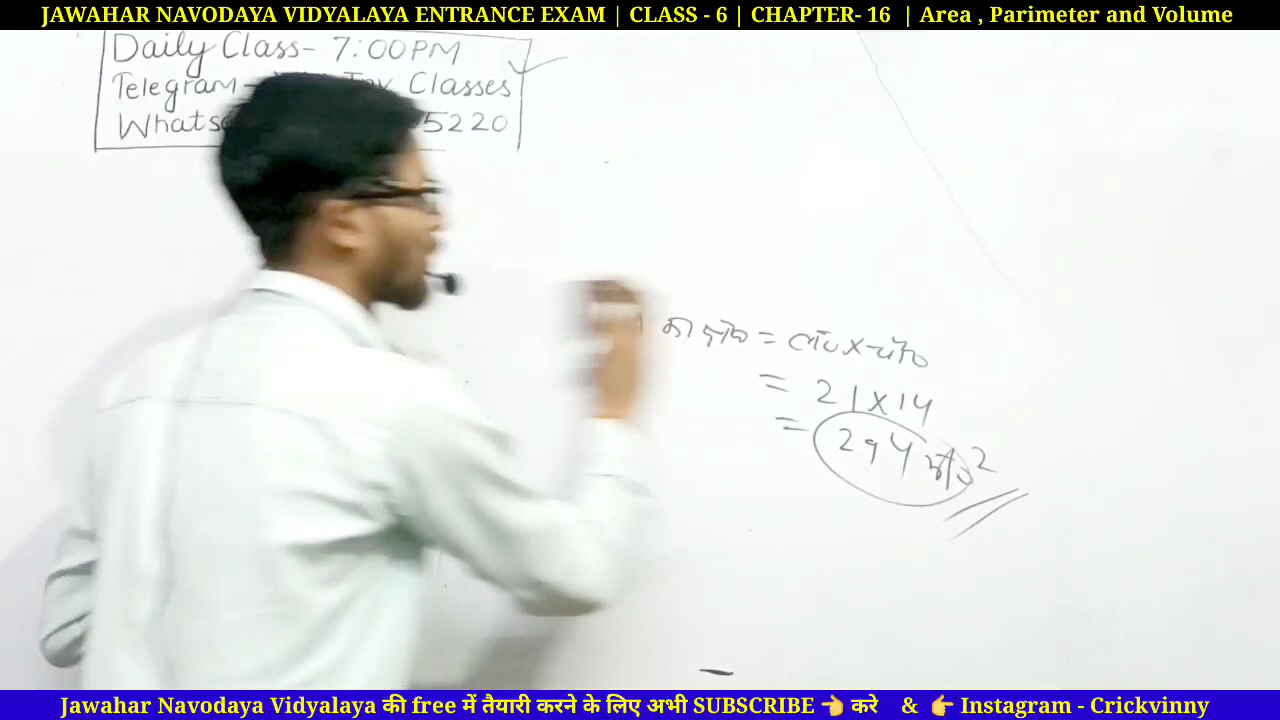 JAWAHAR NAVODAYA VIDYALAYA ENTRANCE EXAM | CLASS - 6 | CHAPTER- 16 | Area , Parimeter and Volume
Daily Class- 7:00PM
Telegram- Classes
5220
का क्षे० = लं० x चौ०
= 21 x 14
= 294 मी०²
Jawahar Navodaya Vidyalaya की free में तैयारी करने के लिए अभी SUBSCRIBE 👈 करे & 👉 Instagram - Crickvinny